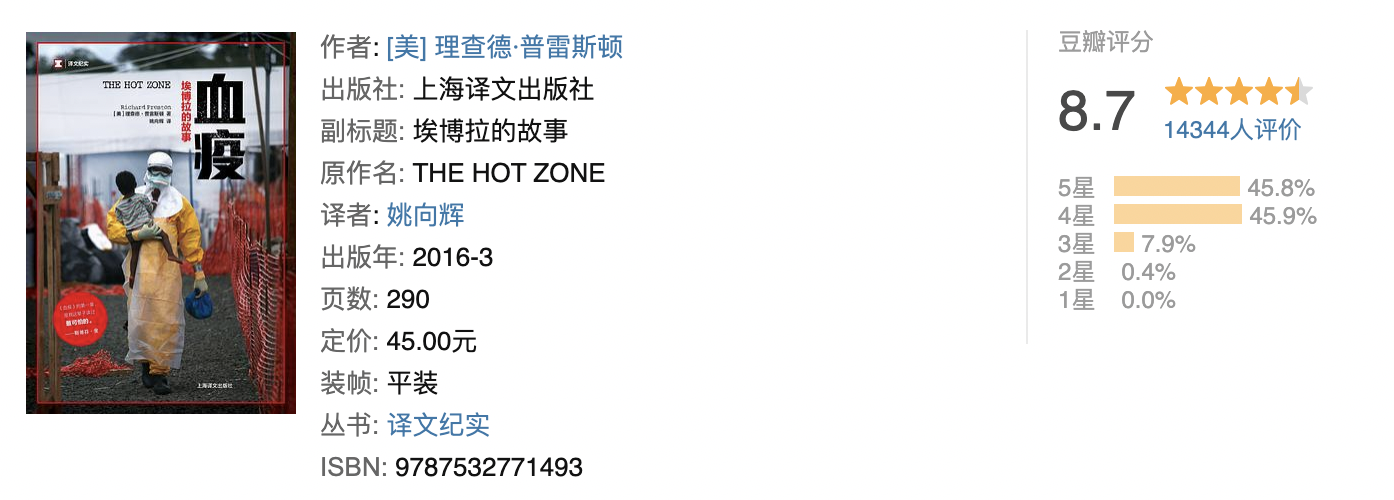 译文纪实
THE HOT ZONE
Richard Preston
[美]理查德·普雷斯顿 著
姚向辉 译
血疫
埃博拉的故事
上海译文出版社
作者: [美] 理查德·普雷斯顿
出版社: 上海译文出版社
副标题: 埃博拉的故事
原作名: THE HOT ZONE
译者: 姚向辉
出版年: 2016-3
页数: 290
定价: 45.00元
装帧: 平装
丛书: 译文纪实
ISBN: 9787532771493
豆瓣评分
8.7
14344人评价
5星 45.8%
4星 45.9%
3星 7.9%
2星 0.4%
1星 0.0%